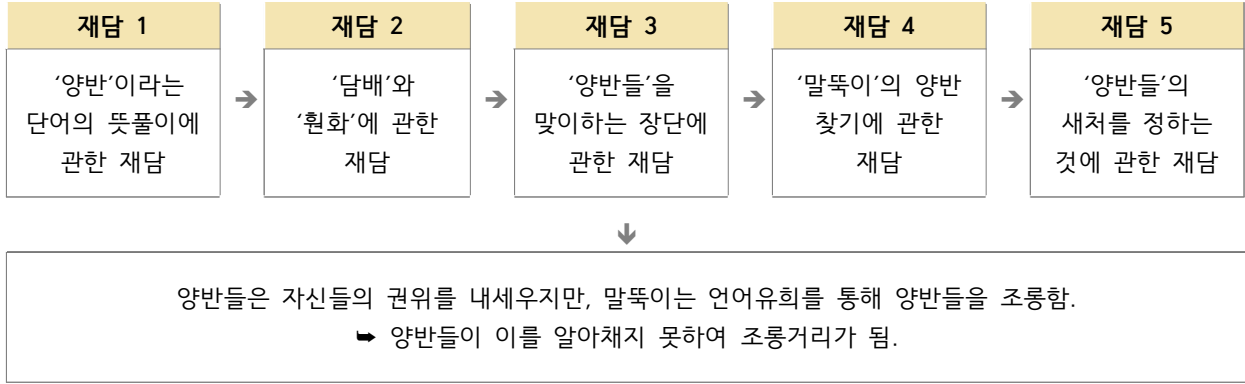 재담 1
‘양반’이라는
단어의 뜻풀이에
관한 재담
➔
재담 2
‘담배’와
‘훤화’에 관한
재담
➔
재담 3
‘양반들’을
맞이하는 장단에
관한 재담
➔
재담 4
‘말뚝이’의 양반
찾기에 관한
재담
➔
재담 5
‘양반들’의
새처를 정하는
것에 관한 재담
양반들은 자신들의 권위를 내세우지만, 말뚝이는 언어유희를 통해 양반들을 조롱함.
➥ 양반들이 이를 알아채지 못하여 조롱거리가 됨.